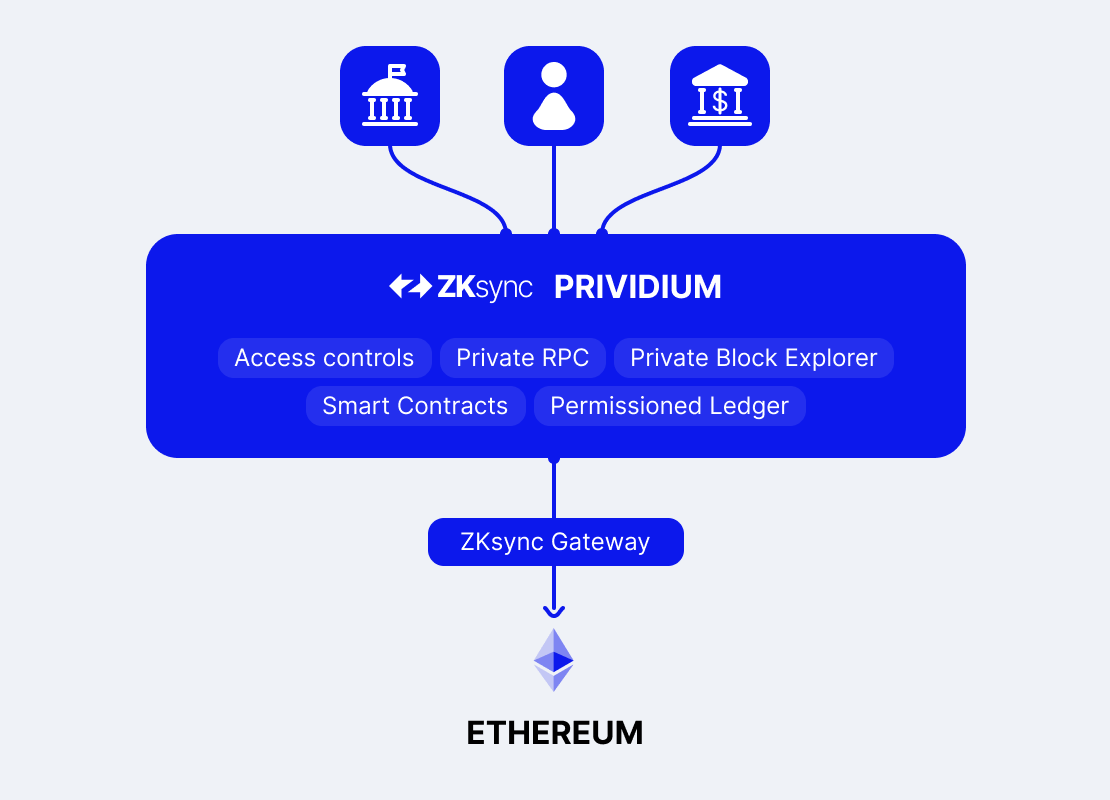 ZKsync PRIVIDIUM
Access controls Private RPC Private Block Explorer
Smart Contracts Permissioned Ledger
ZKsync Gateway
ETHEREUM